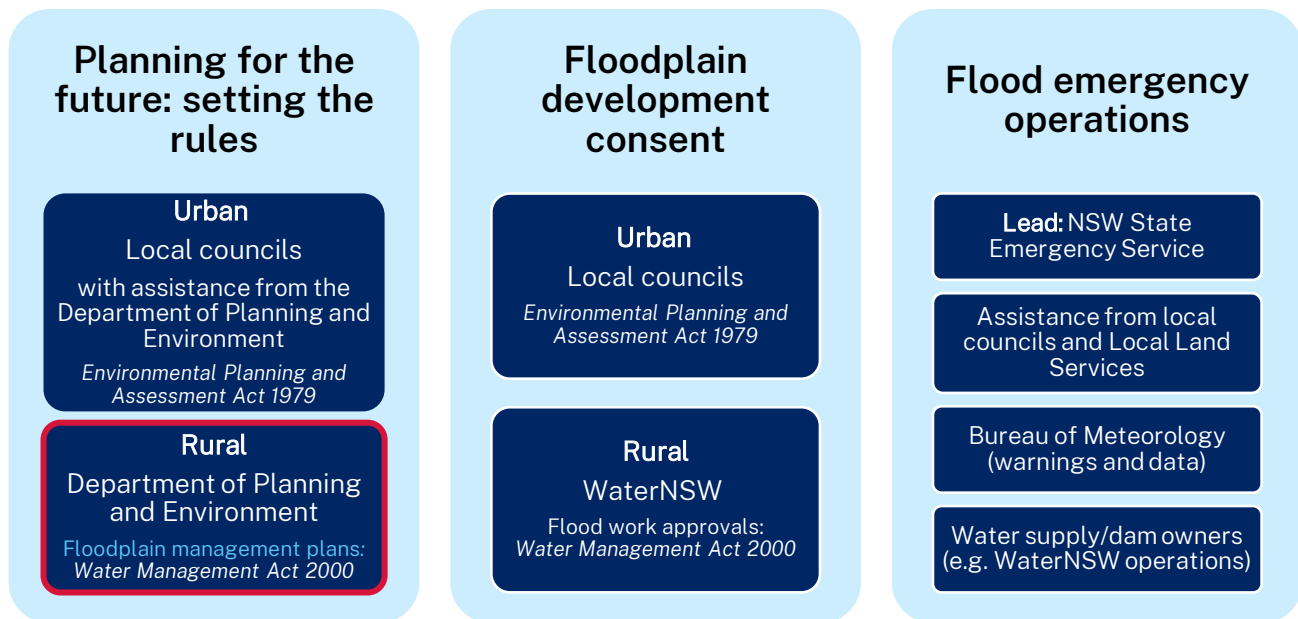 Planning for the
future: setting the
rules
Urban
Local councils
with assistance from the
Department of Planning and
Environment
Environmental Planning and
Assessment Act 1979
Rural
Department of Planning
and Environment
Floodplain management plans:
Water Management Act 2000
Floodplain
development
consent
Urban
Local councils
Environmental Planning and
Assessment Act 1979
Rural
WaterNSW
Flood work approvals:
Water Management Act 2000
Flood emergency
operations
Lead: NSW State
Emergency Service
Assistance from local
councils and Local Land
Services
Bureau of Meteorology
(warnings and data)
Water supply/dam owners
(e.g. WaterNSW operations)